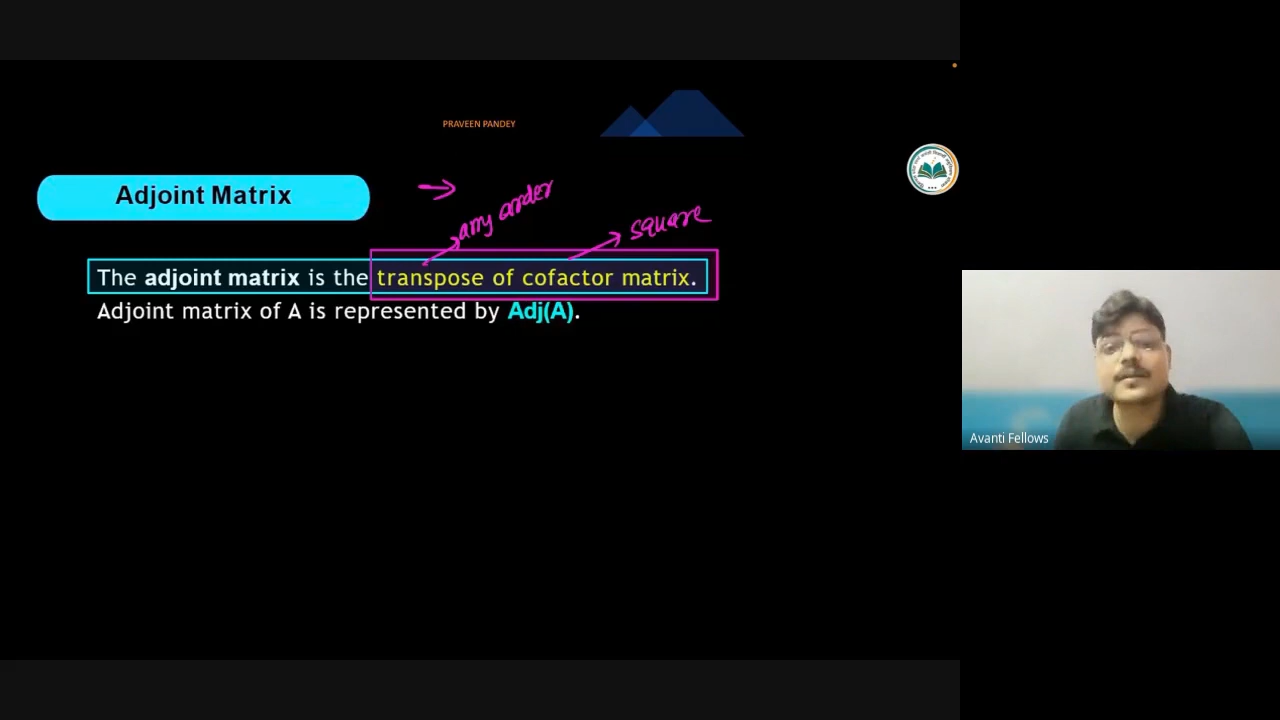 PRAVEEN PANDEY
Adjoint Matrix
any order
square
The adjoint matrix is the transpose of cofactor matrix.
Adjoint matrix of A is represented by Adj(A).
Avanti Fellows